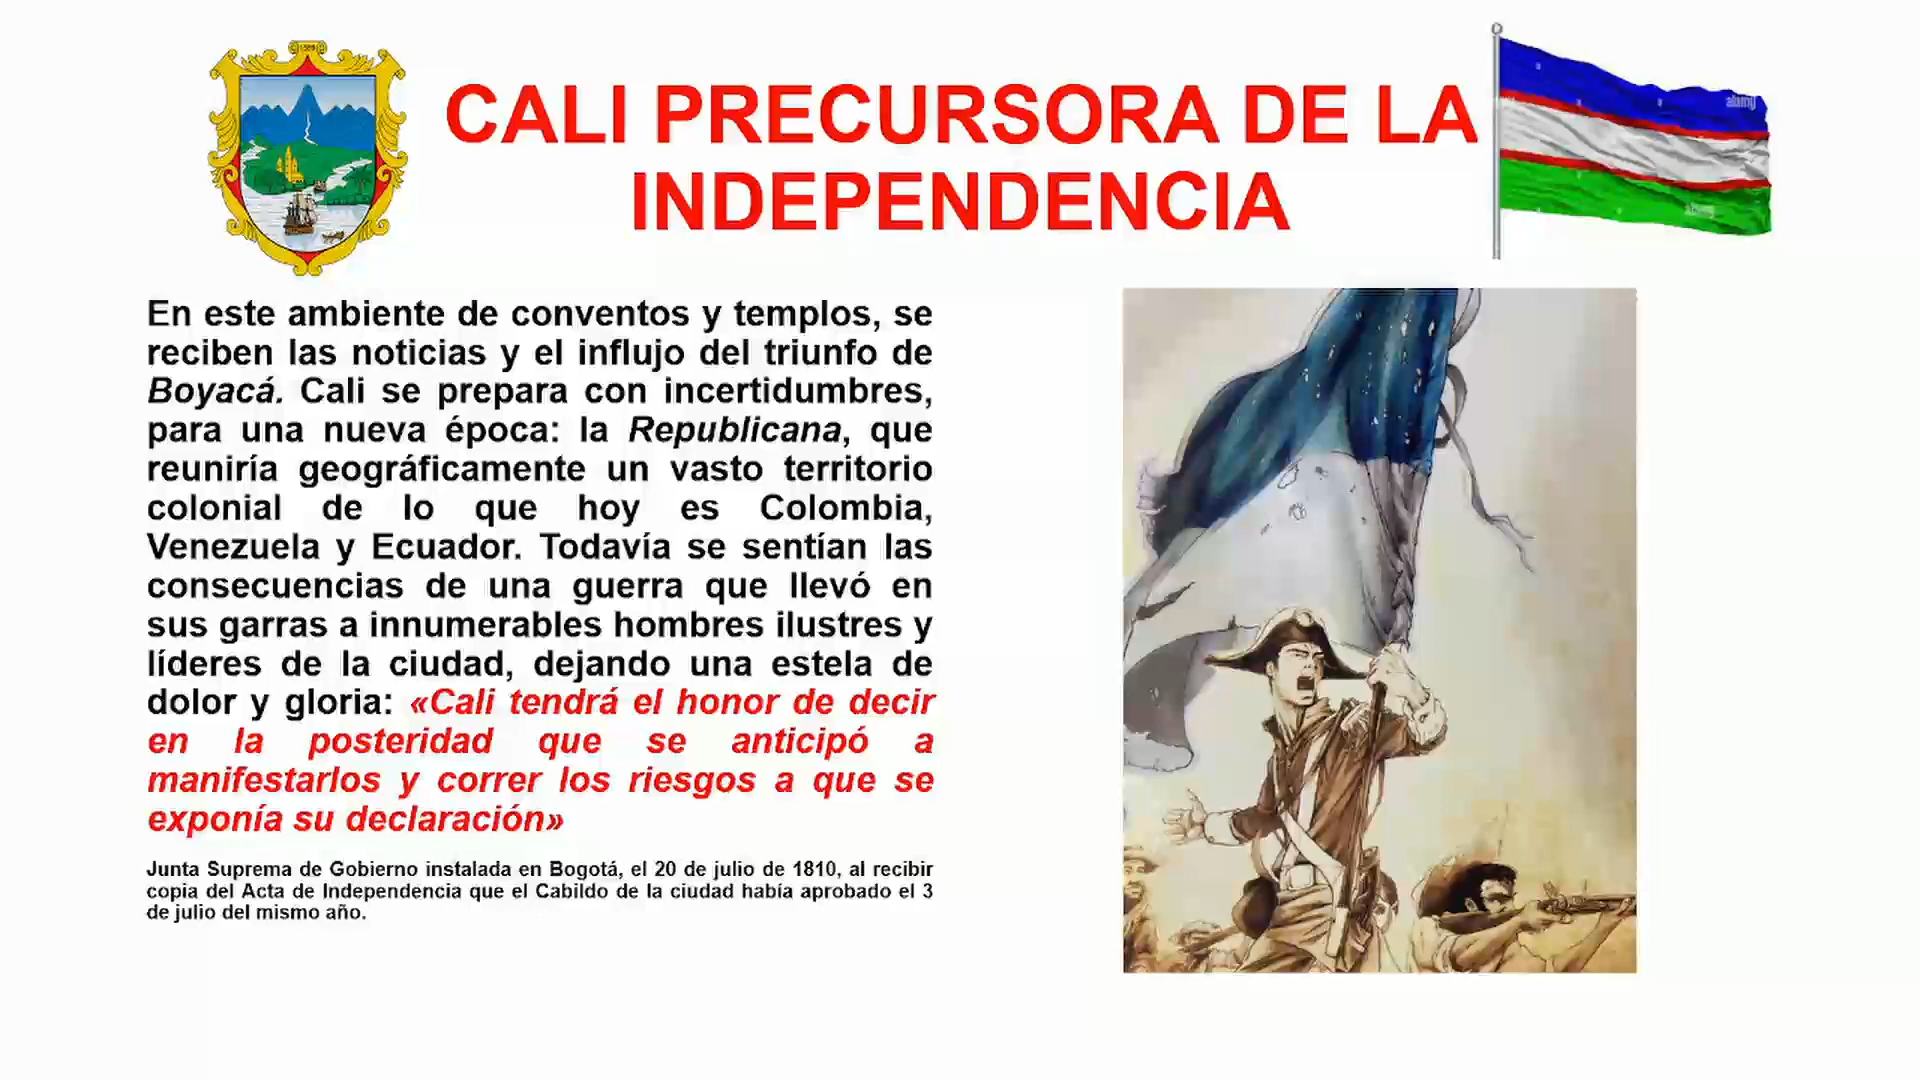 CALI PRECURSORA DE LA
INDEPENDENCIA
alamy
alamy
En este ambiente de conventos y templos, se
reciben las noticias y el influjo del triunfo de
Boyacá. Cali se prepara con incertidumbres,
para una nueva época: la Republicana, que
reuniría geográficamente un vasto territorio
colonial de lo que hoy es Colombia,
Venezuela y Ecuador. Todavía se sentían las
consecuencias de una guerra que llevó en
sus garras a innumerables hombres ilustres y
líderes de la ciudad, dejando una estela de
dolor y gloria: «Cali tendrá el honor de decir
en la posteridad que se anticipó a
manifestarlos y correr los riesgos a que se
exponía su declaración»
Junta Suprema de Gobierno instalada en Bogotá, el 20 de julio de 1810, al recibir
copia del Acta de Independencia que el Cabildo de la ciudad había aprobado el 3
de julio del mismo año.